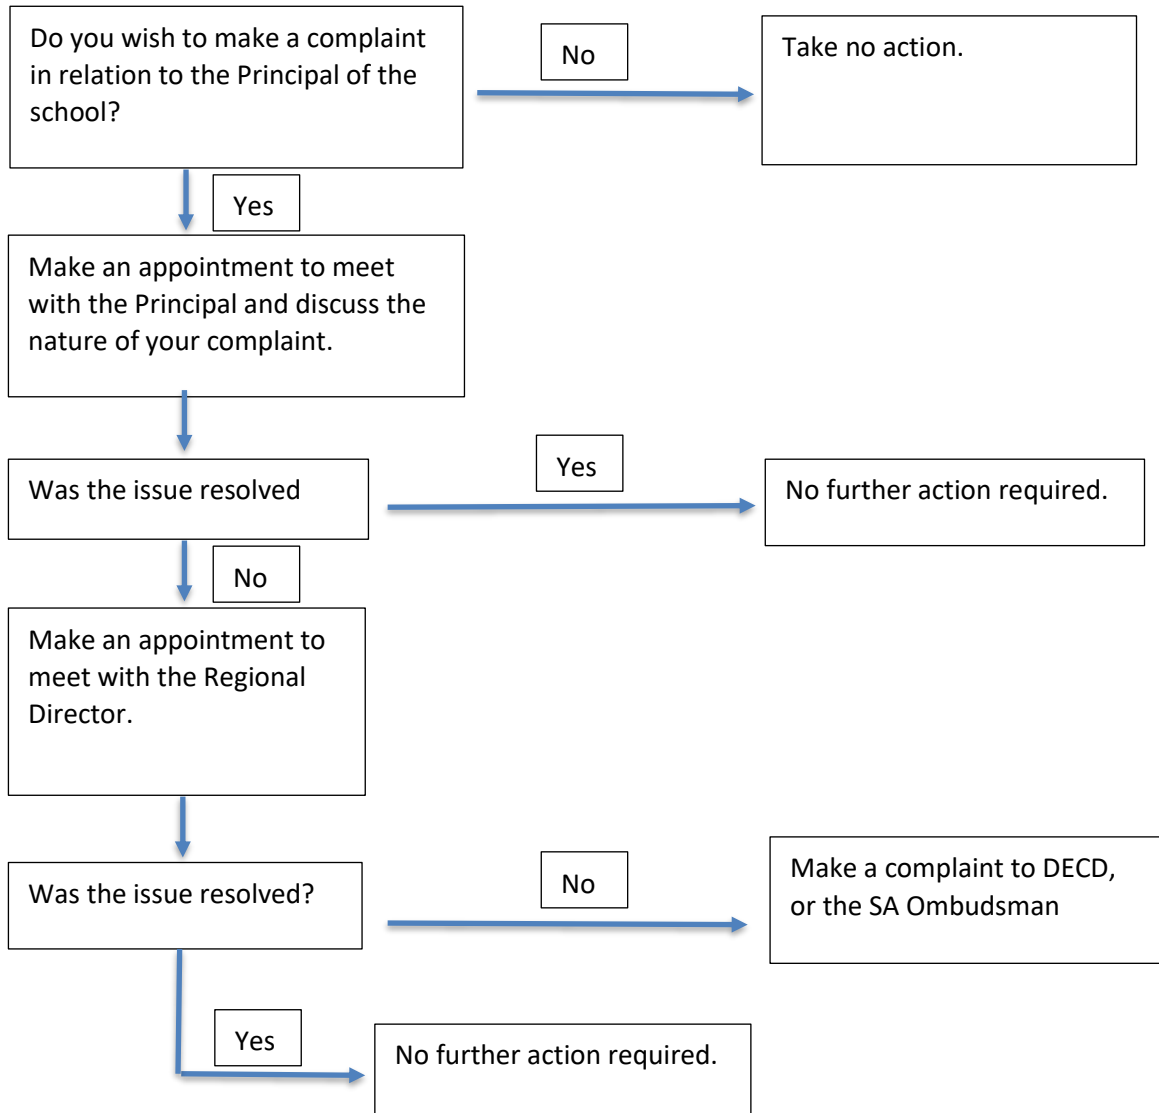 Do you wish to make a complaint
in relation to the Principal of the
school?
No
Take no action.
Yes
Make an appointment to meet
with the Principal and discuss the
nature of your complaint.
Was the issue resolved
Yes
No further action required.
No
Make an appointment to
meet with the Regional
Director.
Was the issue resolved?
No
Make a complaint to DECD,
or the SA Ombudsman
Yes
No further action required.